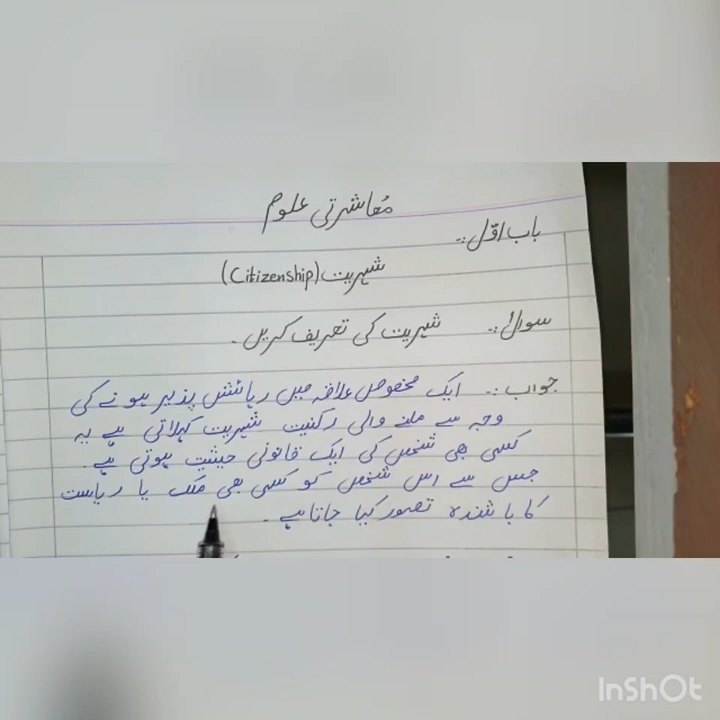 معاشرتی علوم
باب اوّل :.
شہریت (Citizenship)
سوال ۱ :. شہریت کی تعریف کریں ۔
جواب :. ایک مخصوص علاقہ میں رہائش پذیر ہونے کی
وجہ سے ملنے والی رکنیت شہریت کہلاتی ہے یہ
کسی بھی شخص کی ایک قانونی حیثیت ہوتی ہے ۔
جس سے اس شخص کو کسی بھی ملک یا ریاست
کا باشندہ تصور کیا جاتا ہے ۔
InShOt